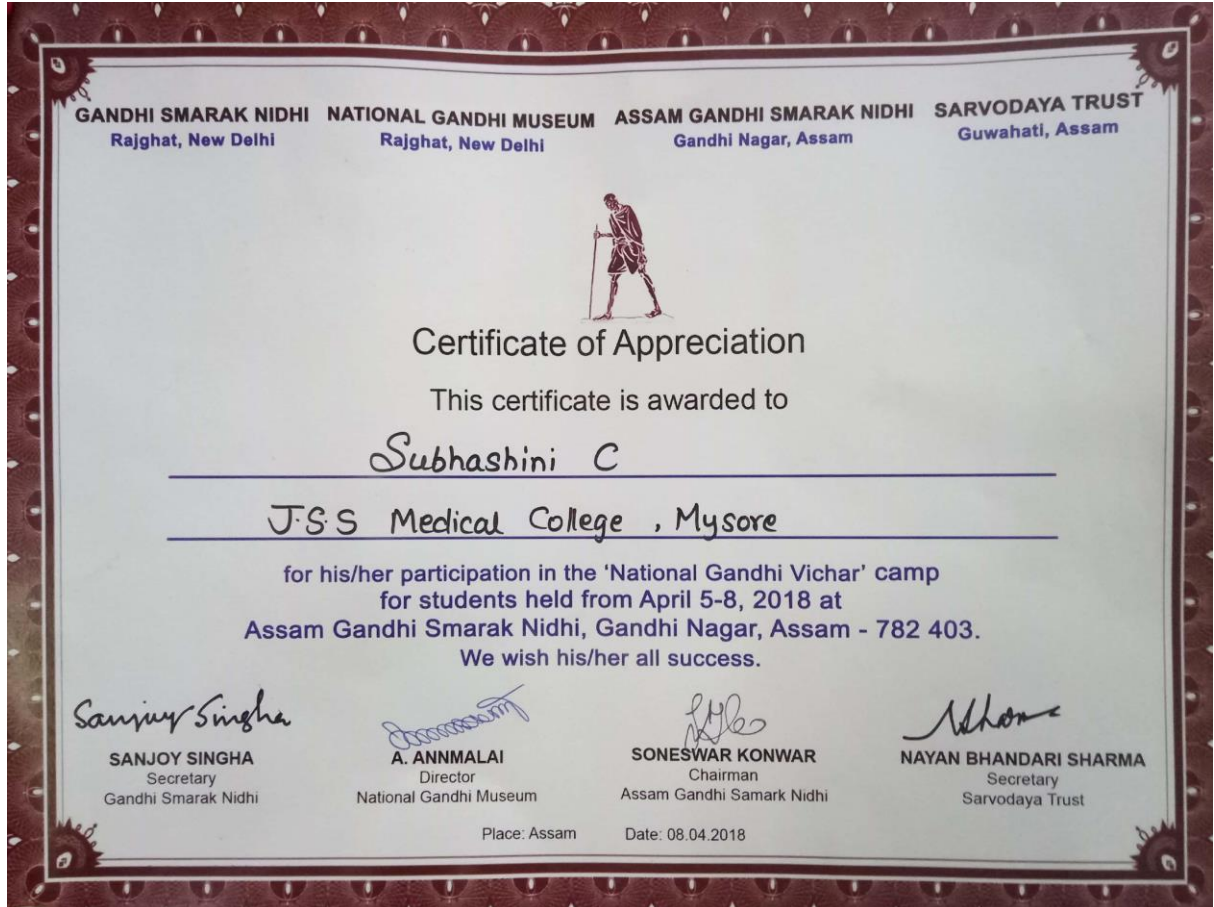 GANDHI SMARAK NIDHI NATIONAL GANDHI MUSEUM ASSAM GANDHI SMARAK NIDHI SARVODAYA TRUST
Rajghat, New Delhi Rajghat, New Delhi Gandhi Nagar, Assam Guwahati, Assam
Certificate of Appreciation
This certificate is awarded to
Subhashini C
J.S.S Medical College, Mysore
for his/her participation in the ‘National Gandhi Vichar’ camp
for students held from April 5-8, 2018 at
Assam Gandhi Smarak Nidhi, Gandhi Nagar, Assam - 782 403.
We wish his/her all success.
Sanjoy Singha
SANJOY SINGHA A. ANNMALAI SONESWAR KONWAR NAYAN BHANDARI SHARMA
Secretary Director Chairman Secretary
Gandhi Smarak Nidhi National Gandhi Museum Assam Gandhi Samark Nidhi Sarvodaya Trust
Place: Assam Date: 08.04.2018